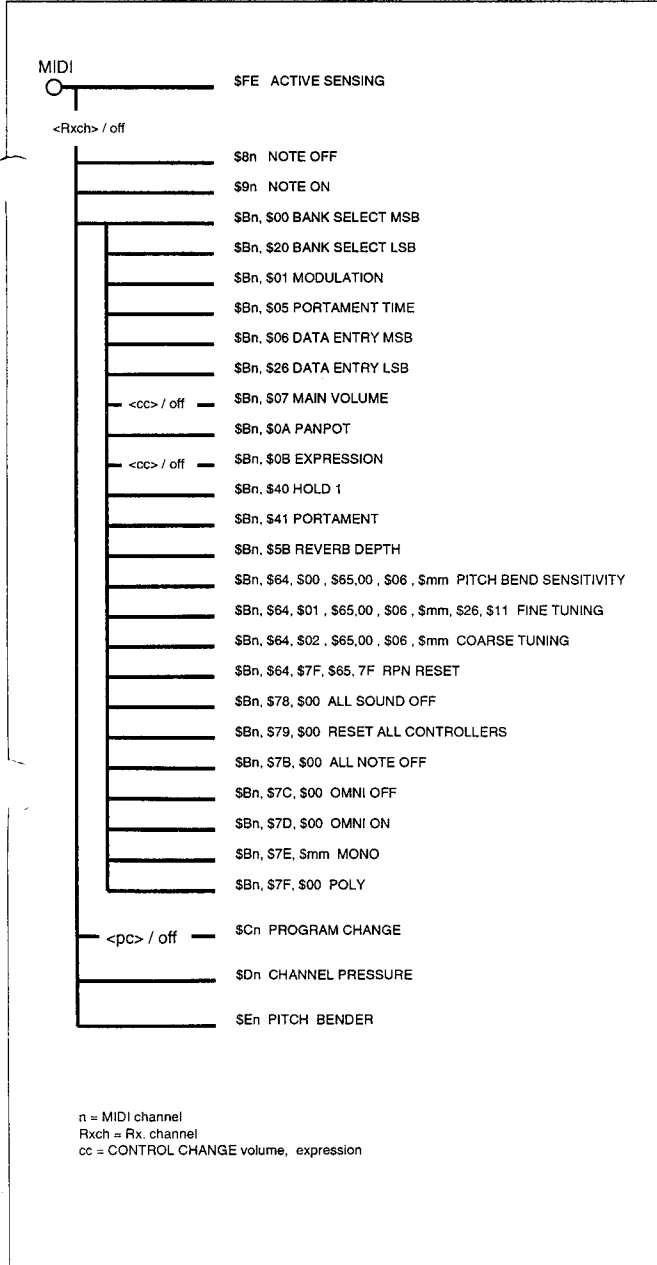 MIDI
$FE ACTIVE SENSING
<Rxch> / off
$8n NOTE OFF
$9n NOTE ON
$Bn, $00 BANK SELECT MSB
$Bn, $20 BANK SELECT LSB
$Bn, $01 MODULATION
$Bn, $05 PORTAMENT TIME
$Bn, $06 DATA ENTRY MSB
$Bn, $26 DATA ENTRY LSB
<cc> / off $Bn, $07 MAIN VOLUME
$Bn, $0A PANPOT
<cc> / off $Bn, $0B EXPRESSION
$Bn, $40 HOLD 1
$Bn, $41 PORTAMENT
$Bn, $5B REVERB DEPTH
$Bn, $64, $00 , $65,00 , $06 , $mm PITCH BEND SENSITIVITY
$Bn, $64, $01 , $65,00 , $06 , $mm, $26, $11 FINE TUNING
$Bn, $64, $02 , $65,00 , $06 , $mm COARSE TUNING
$Bn, $64, $7F, $65, 7F RPN RESET
$Bn, $78, $00 ALL SOUND OFF
$Bn, $79, $00 RESET ALL CONTROLLERS
$Bn, $7B, $00 ALL NOTE OFF
$Bn, $7C, $00 OMNI OFF
$Bn, $7D, $00 OMNI ON
$Bn, $7E, $mm MONO
$Bn, $7F, $00 POLY
<pc> / off $Cn PROGRAM CHANGE
$Dn CHANNEL PRESSURE
$En PITCH BENDER
n = MIDI channel
Rxch = Rx. channel
cc = CONTROL CHANGE volume, expression